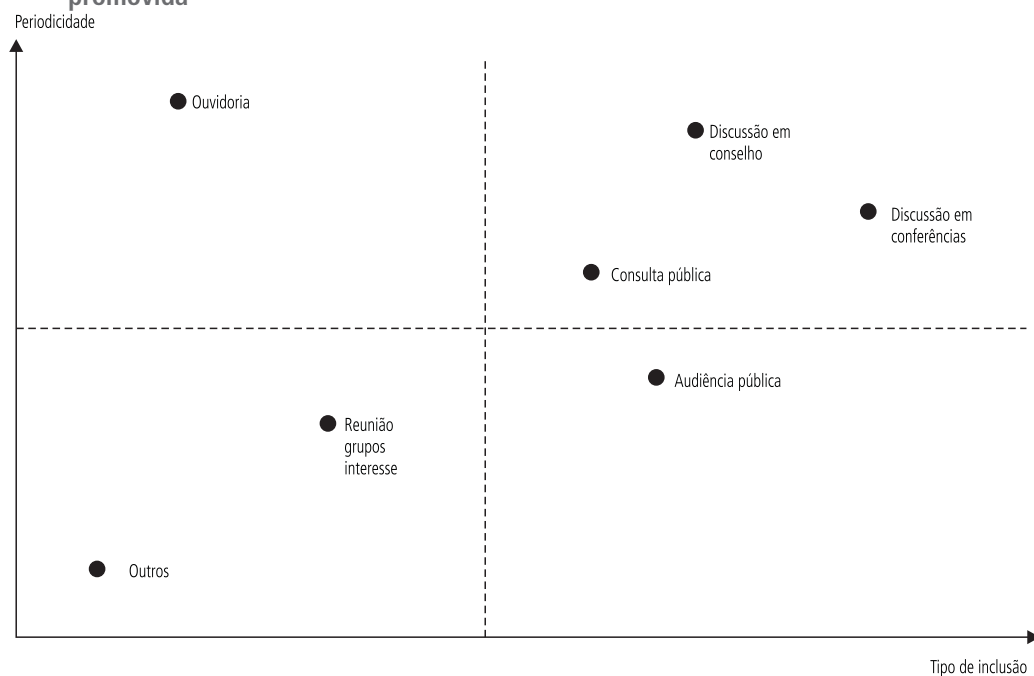 promovida
Periodicidade
Ouvidoria
Discussão em
conselho
Discussão em
conferências
Consulta pública
Audiência pública
Reunião
grupos
interesse
Outros
Tipo de inclusão